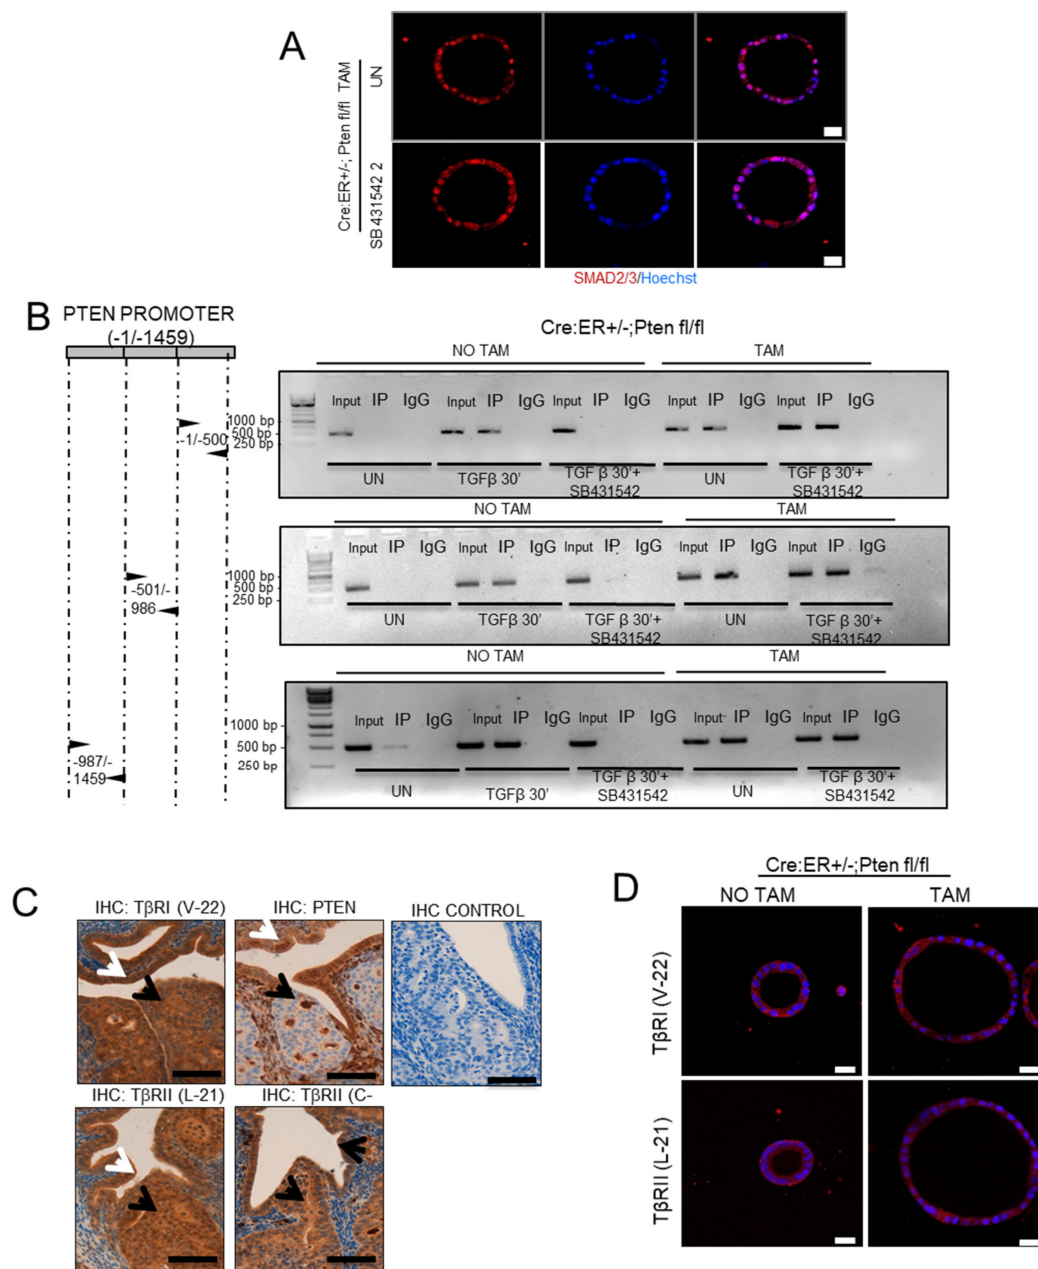 A
Cre:ER+/-; Pten fl/fl TAM
UN
SB 431542 2
SMAD2/3/Hoechst
B
PTEN PROMOTER
(-1/-1459)
-1/-500
-501/-
986
-987/-
1459
Cre:ER+/-;Pten fl/fl
NO TAM
TAM
1000 bp
500 bp
250 bp
Input IP IgG Input IP IgG Input IP IgG Input IP IgG Input IP IgG
UN
TGFβ 30'
TGF β 30'+
SB431542
UN
TGF β 30'+
SB431542
NO TAM
TAM
1000 bp
500 bp
250 bp
Input IP IgG Input IP IgG Input IP IgG Input IP IgG Input IP IgG
UN
TGFβ 30'
TGF β 30'+
SB431542
UN
TGF β 30'+
SB431542
NO TAM
TAM
1000 bp
500 bp
250 bp
Input IP IgG Input IP IgG Input IP IgG Input IP IgG Input IP IgG
UN
TGFβ 30'
TGF β 30'+
SB431542
UN
TGF β 30'+
SB431542
C
IHC: TβRI (V-22)
IHC: PTEN
IHC CONTROL
IHC: TβRII (L-21)
IHC: TβRII (C-
D
Cre:ER+/-;Pten fl/fl
NO TAM
TAM
TβRI (V-22)
TβRII (L-21)